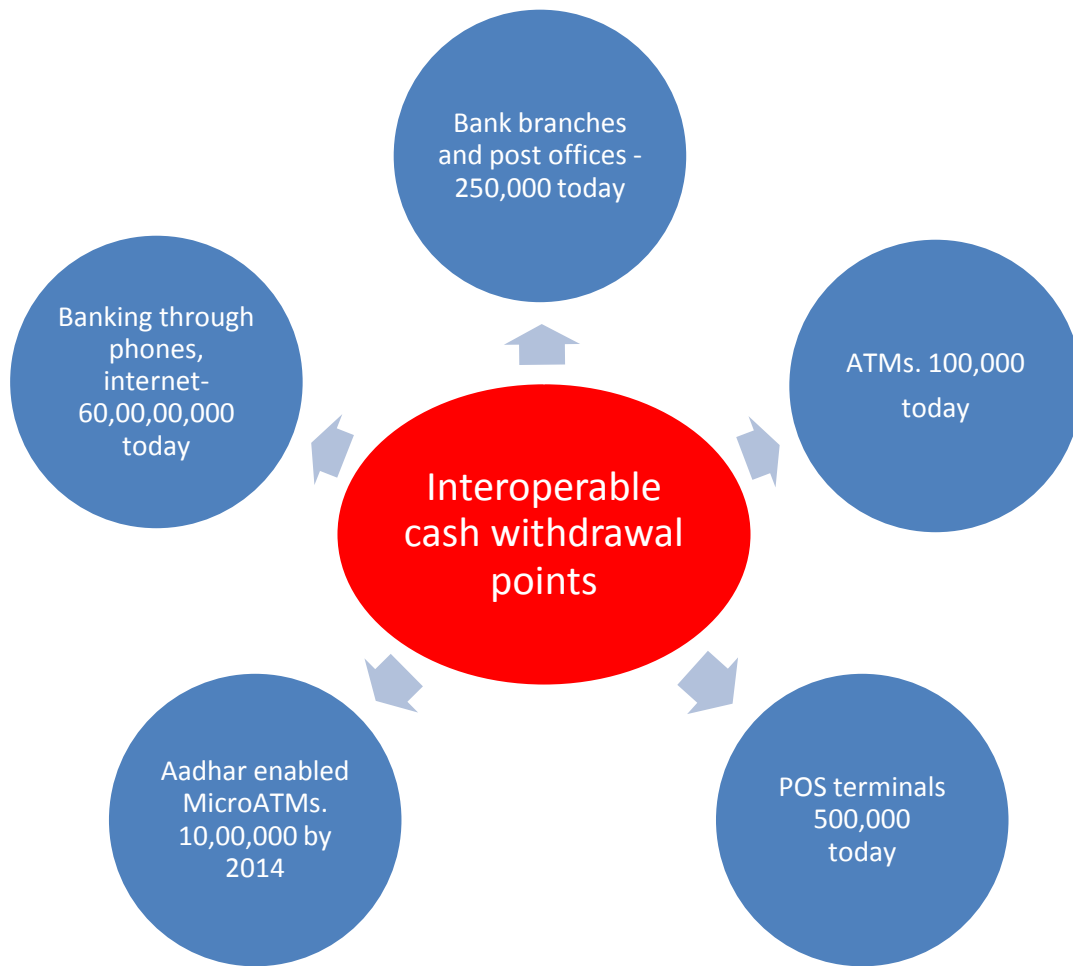 Bank branches
and post offices -
250,000 today
Banking through
phones,
internet-
60,00,00,000
today
ATMs. 100,000
today
Interoperable
cash withdrawal
points
Aadhar enabled
MicroATMs.
10,00,000 by
2014
POS terminals
500,000
today